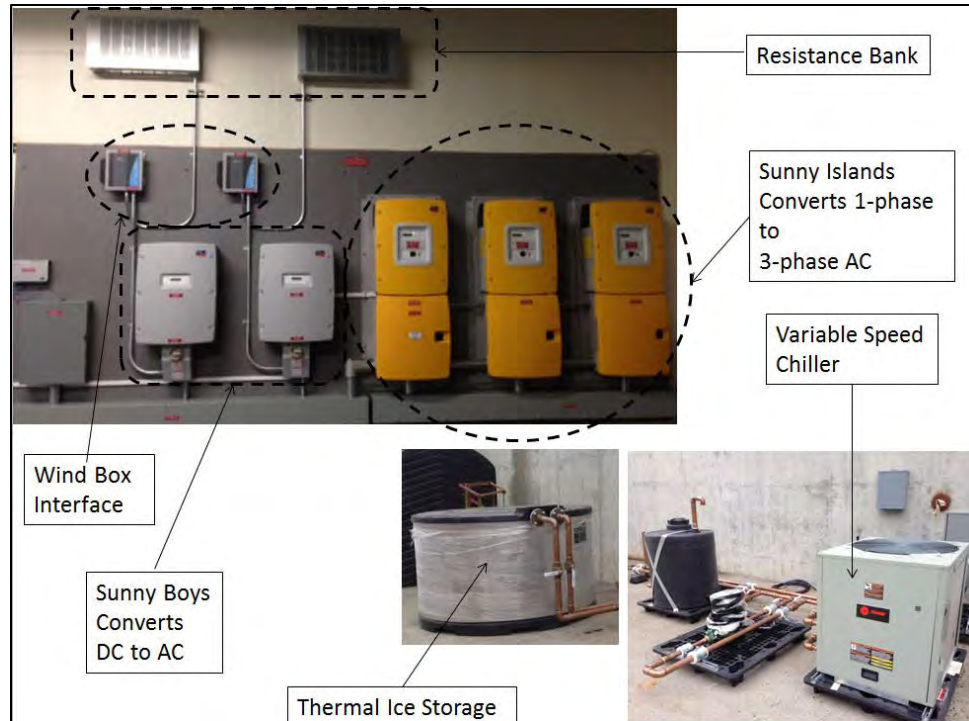 Resistance Bank
Sunny Islands
Converts 1-phase
to
3-phase AC
Variable Speed
Chiller
Wind Box
Interface
Sunny Boys
Converts
DC to AC
Thermal Ice Storage
TRANE